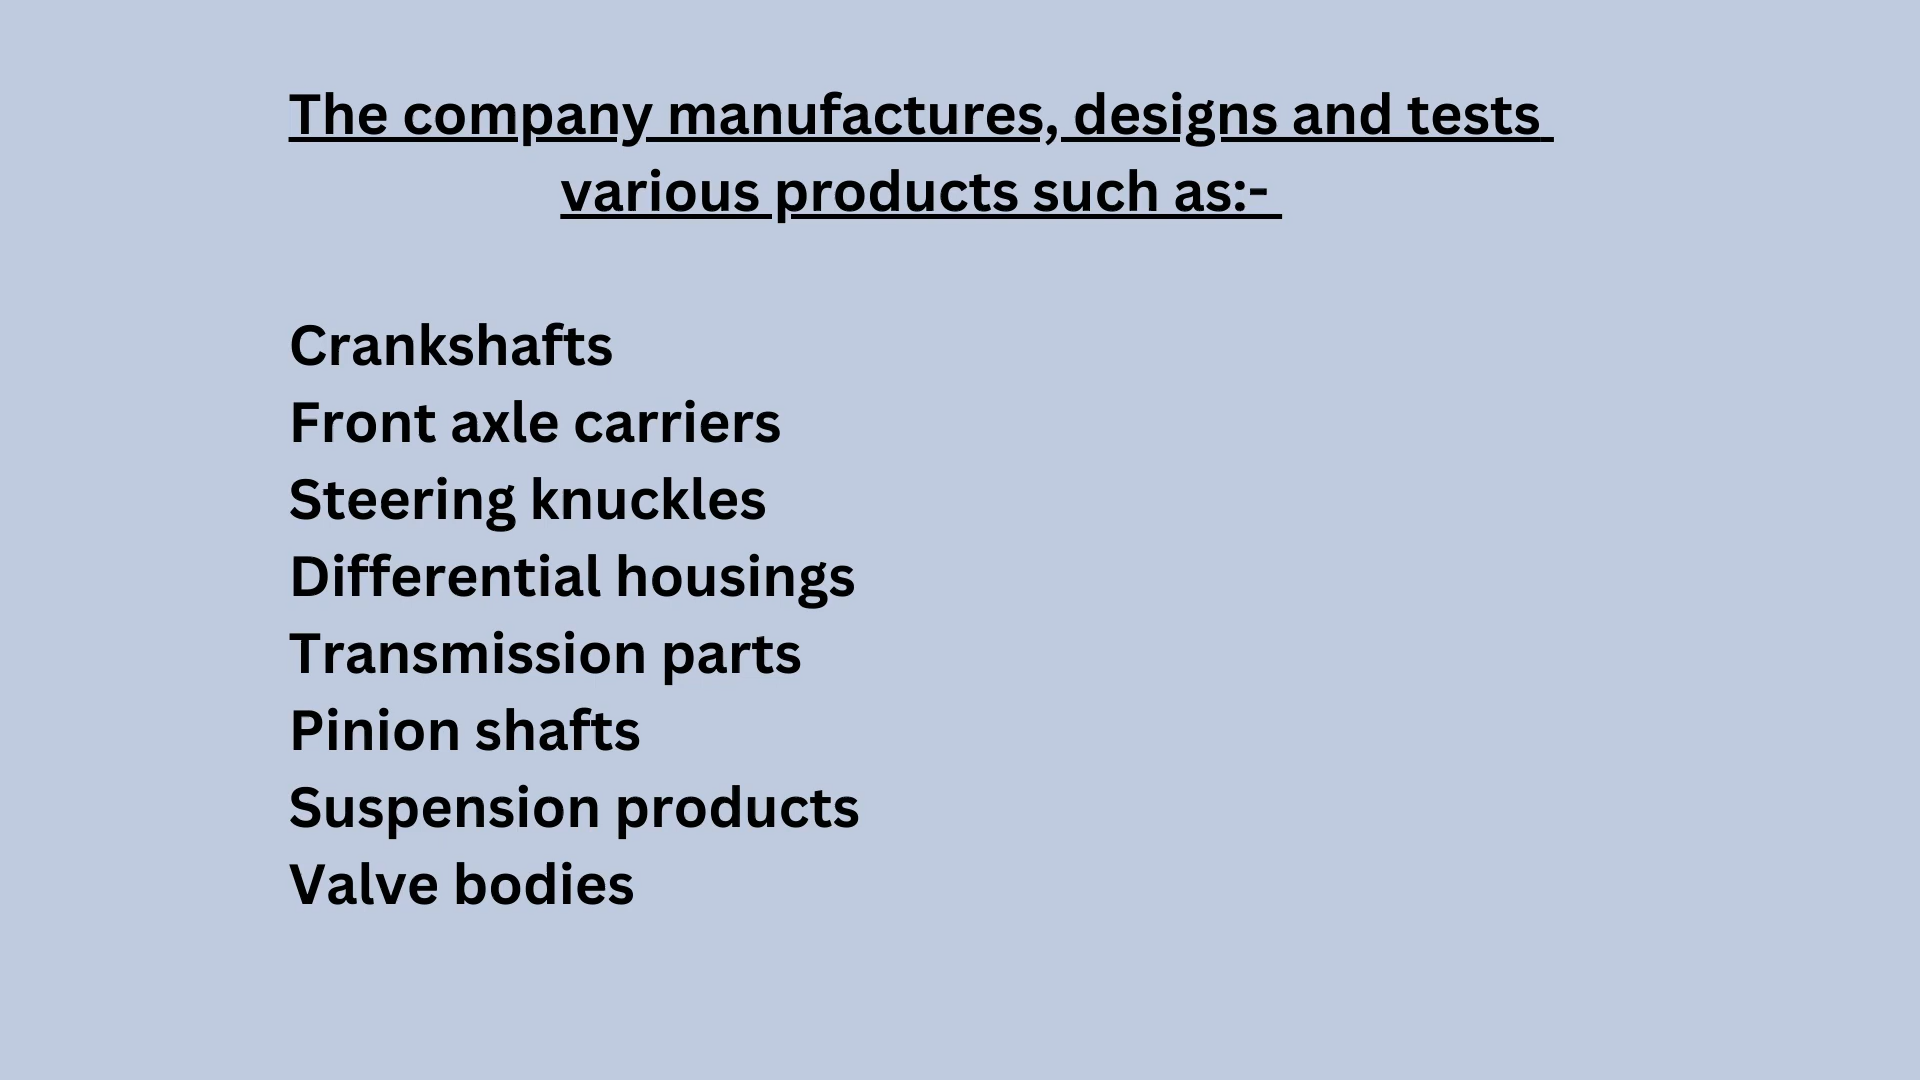 The company manufactures, designs and tests
various products such as:-
Crankshafts
Front axle carriers
Steering knuckles
Differential housings
Transmission parts
Pinion shafts
Suspension products
Valve bodies